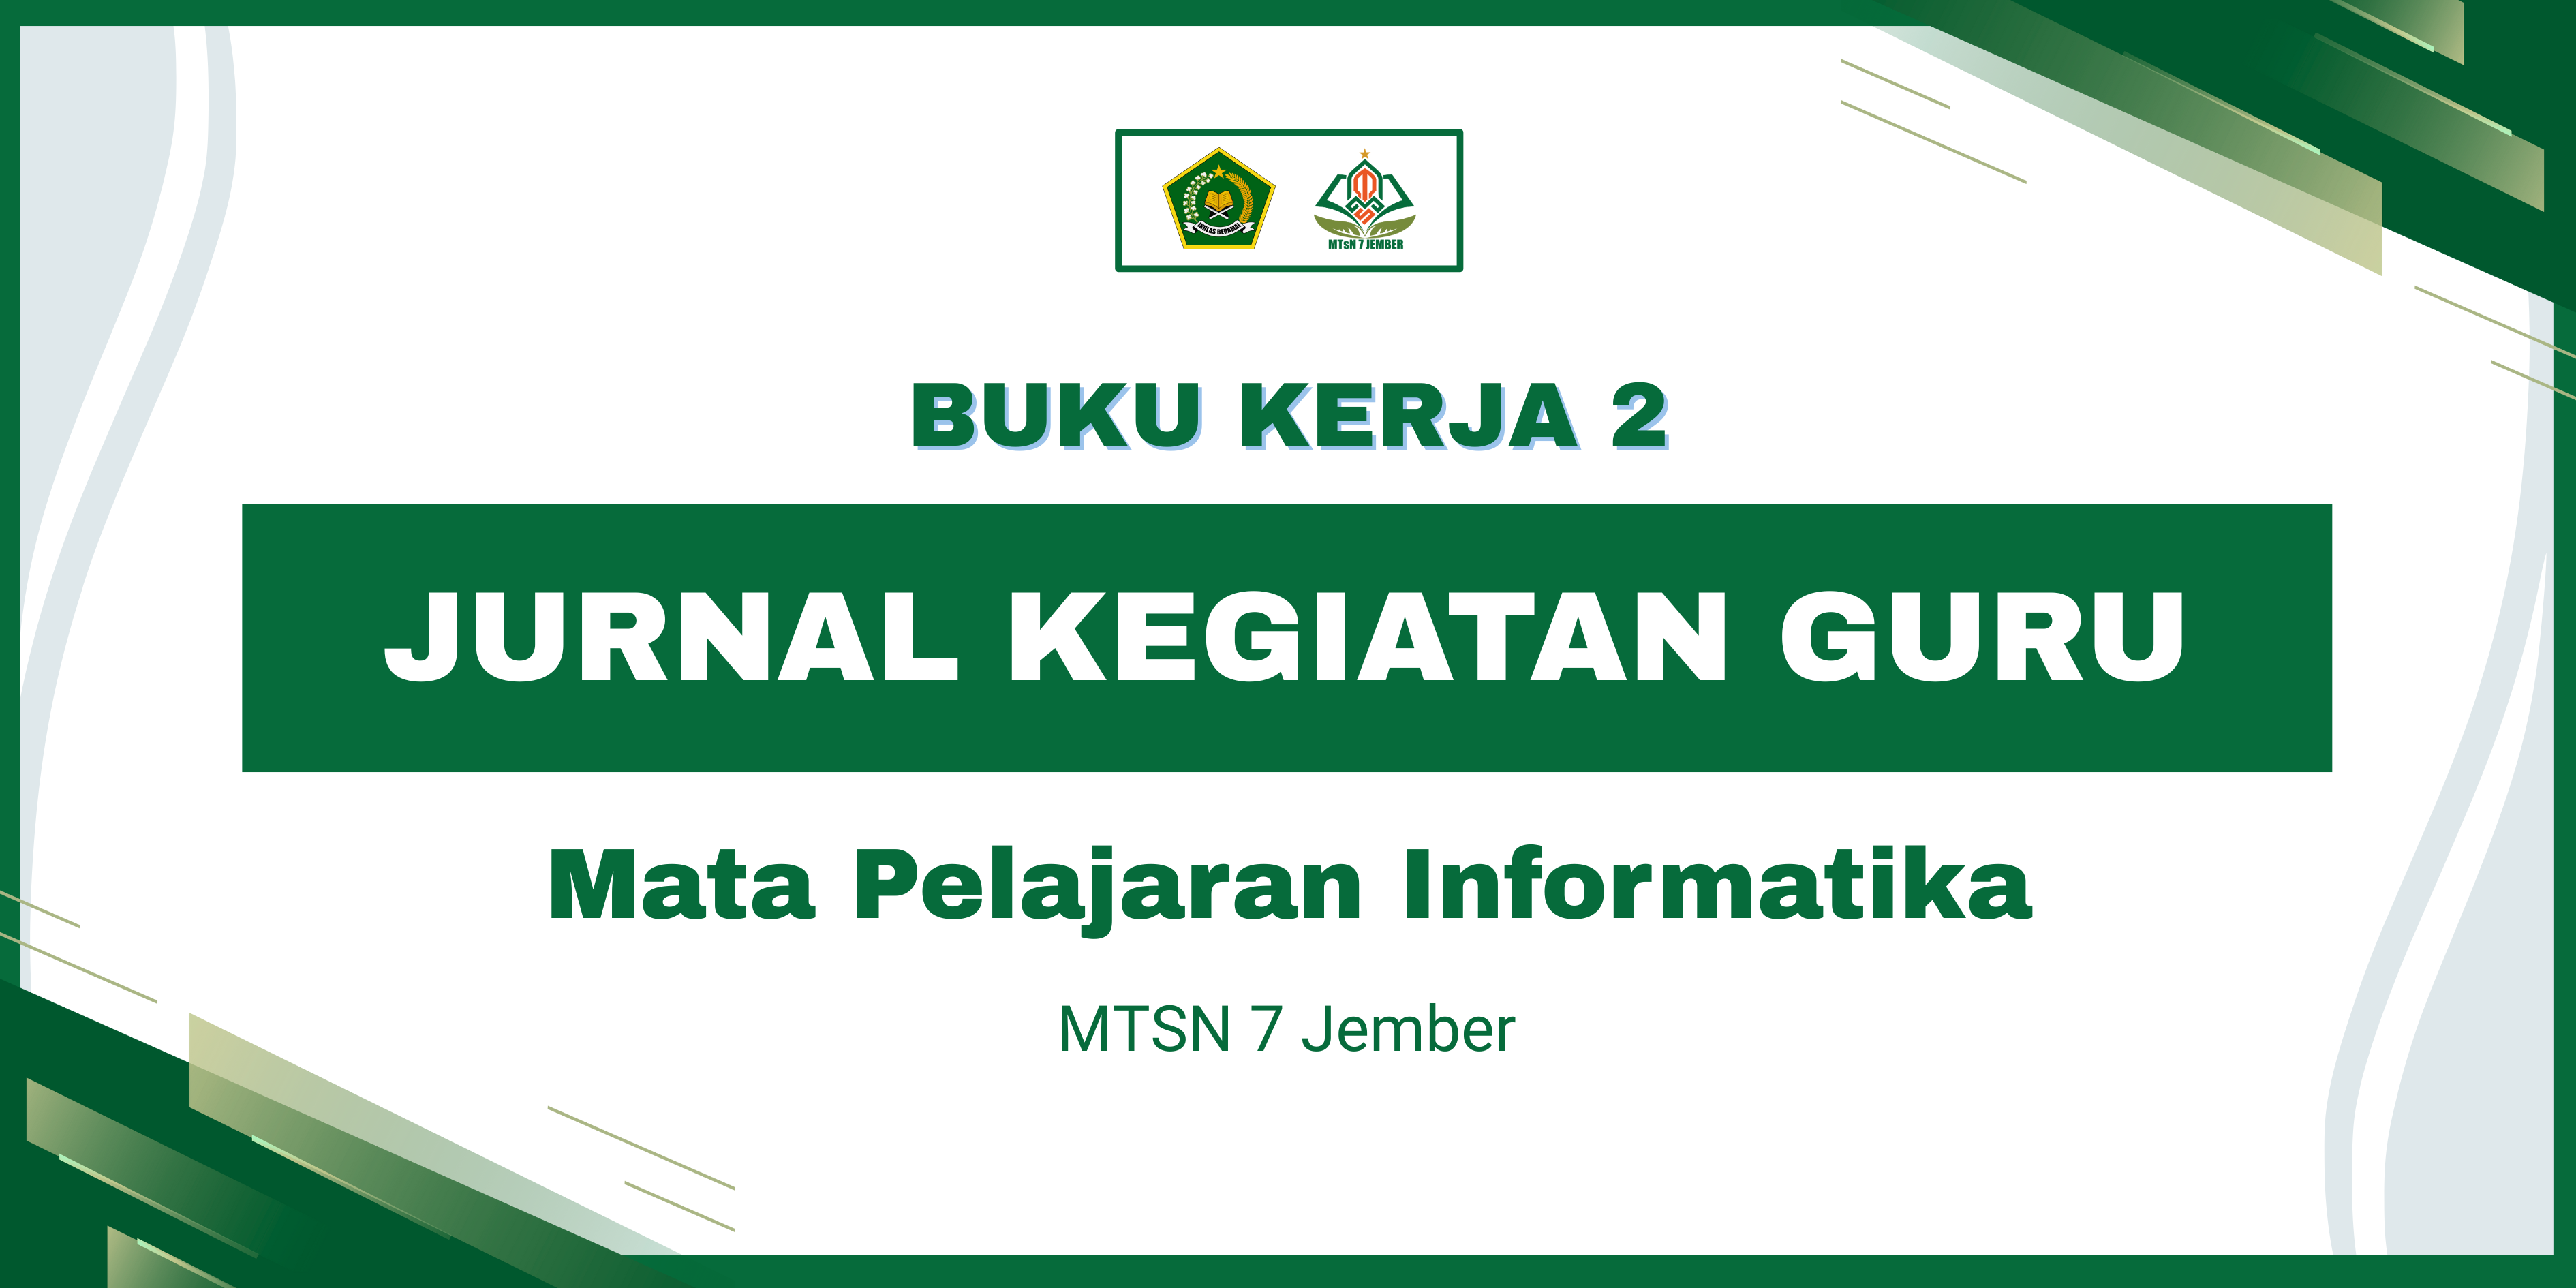 IKHLAS BERAMAL
MTsN 7 JEMBER
BUKU KERJA 2
JURNAL KEGIATAN GURU
Mata Pelajaran Informatika
MTSN 7 Jember